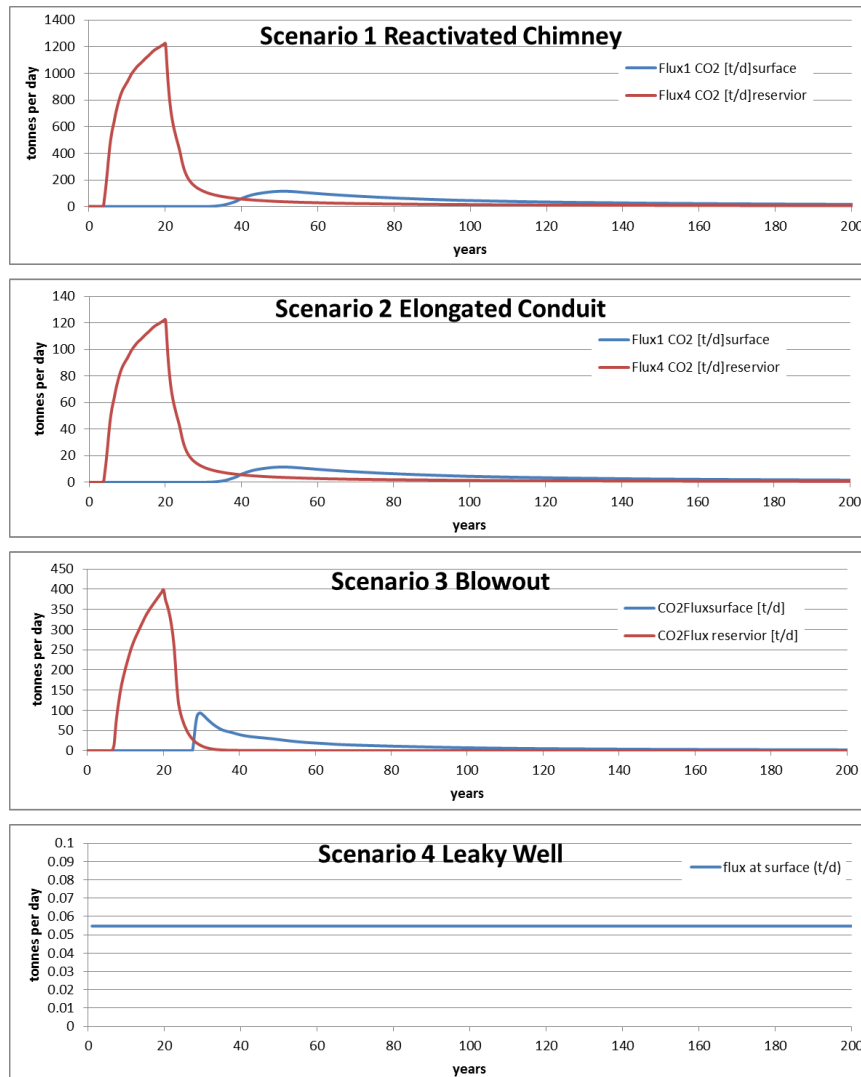 Scenario 1 Reactivated Chimney
Flux1 CO2 [t/d]surface
Flux4 CO2 [t/d]reservior
tonnes per day
1400
1200
1000
800
600
400
200
0
0 20 40 60 80 100 120 140 160 180 200
years
Scenario 2 Elongated Conduit
Flux1 CO2 [t/d]surface
Flux4 CO2 [t/d]reservior
tonnes per day
140
120
100
80
60
40
20
0
0 20 40 60 80 100 120 140 160 180 200
years
Scenario 3 Blowout
CO2Fluxsurface [t/d]
CO2Flux reservior [t/d]
tonnes per day
450
400
350
300
250
200
150
100
50
0
0 20 40 60 80 100 120 140 160 180 200
years
Scenario 4 Leaky Well
flux at surface (t/d)
tonnes per day
0.1
0.09
0.08
0.07
0.06
0.05
0.04
0.03
0.02
0.01
0
0 20 40 60 80 100 120 140 160 180 200
years